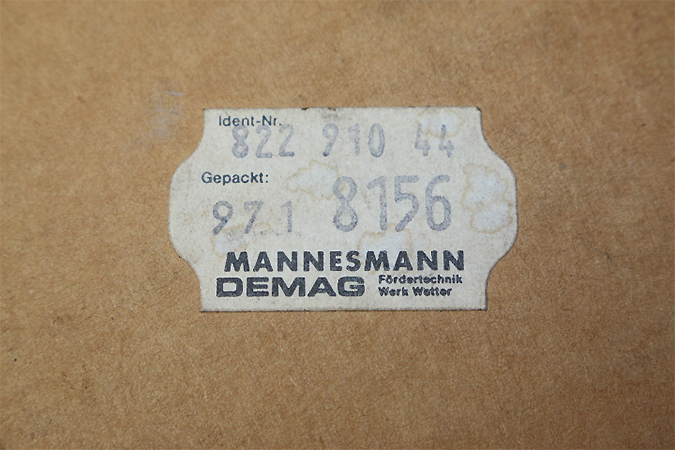 Ident-Nr.
822 910 44
Gepackt:
971 8156
MANNESMANN
DEMAG Fördertechnik
Werk Wetter